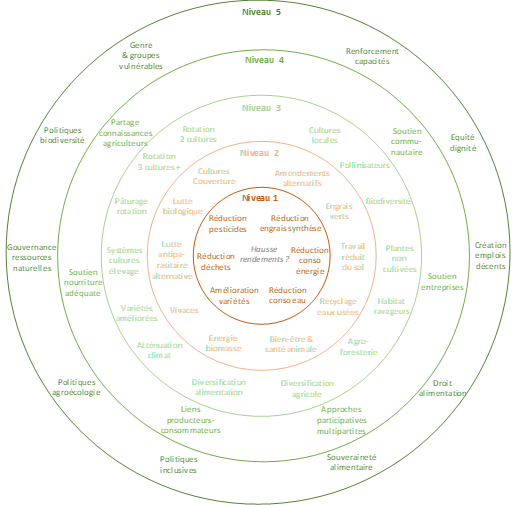 Niveau 5
Genre
& groupes
vulnérables
Renforcement
capacités
Politiques
biodiversité
Equité
dignité
Gouvernance
ressources
naturelles
Création
emplois
décents
Politiques
agroécologie
Droit
alimentation
Politiques
inclusives
Souveraineté
alimentaire
Niveau 4
Partage
connaissances
agriculteurs
Soutien
commu-
nautaire
Soutien
nourriture
adéquate
Soutien
entreprises
Liens
producteurs-
consommateurs
Approches
participatives
multipartites
Niveau 3
Rotation
2 cultures
Cultures
locales
Rotation
3 cultures +
Pollinisateurs
Pâturage
rotation
Biodiversité
Systèmes
cultures
élevage
Plantes
non
cultivées
Variétés
améliorées
Habitat
ravageurs
Atténuation
climat
Agro-
foresterie
Diversification
alimentation
Diversification
agricole
Niveau 2
Cultures
Couverture
Amendements
alternatifs
Lutte
biologique
Engrais
verts
Lutte
antipa-
rasitaire
alternative
Travail
réduit
du sol
Vivaces
Recyclage
eaux usées
Energie
biomasse
Bien-être &
santé animale
Niveau 1
Réduction
pesticides
Réduction
engrais synthèse
Réduction
déchets
Hausse
rendements ?
Réduction
conso
énergie
Amélioration
variétés
Réduction
conso eau